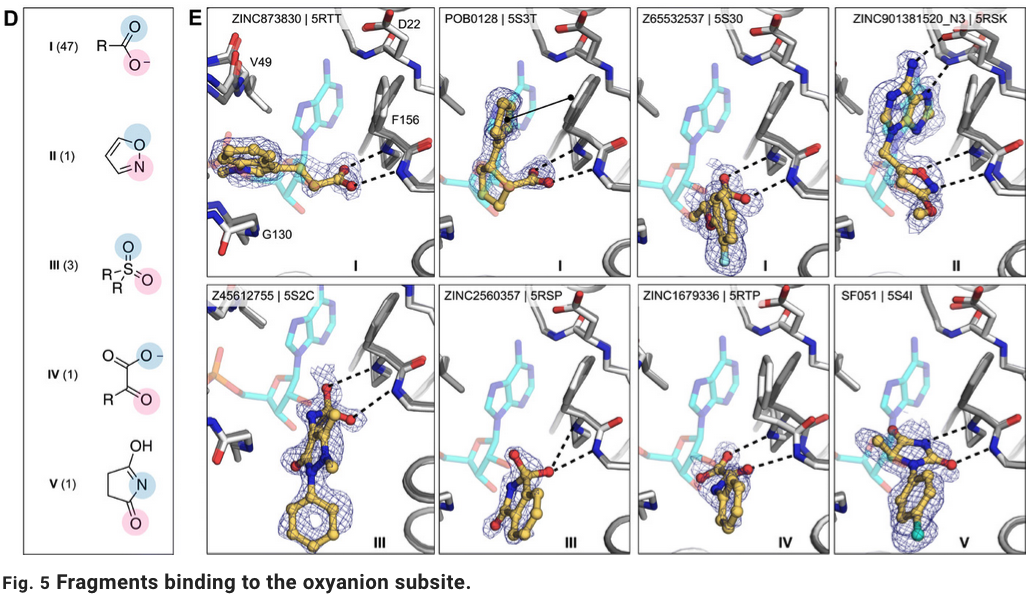 D
I (47)
R
O
O–
II (1)
O
N
III (3)
O
R
S
O
R
IV (1)
O
O–
R
O
V (1)
OH
N
O
E
ZINC873830 | 5RTT
D22
V49
F156
G130
I
POB0128 | 5S3T
I
Z65532537 | 5S30
I
ZINC901381520_N3 | 5RSK
II
Z45612755 | 5S2C
III
ZINC2560357 | 5RSP
III
ZINC1679336 | 5RTP
IV
SF051 | 5S4I
V
Fig. 5 Fragments binding to the oxyanion subsite.